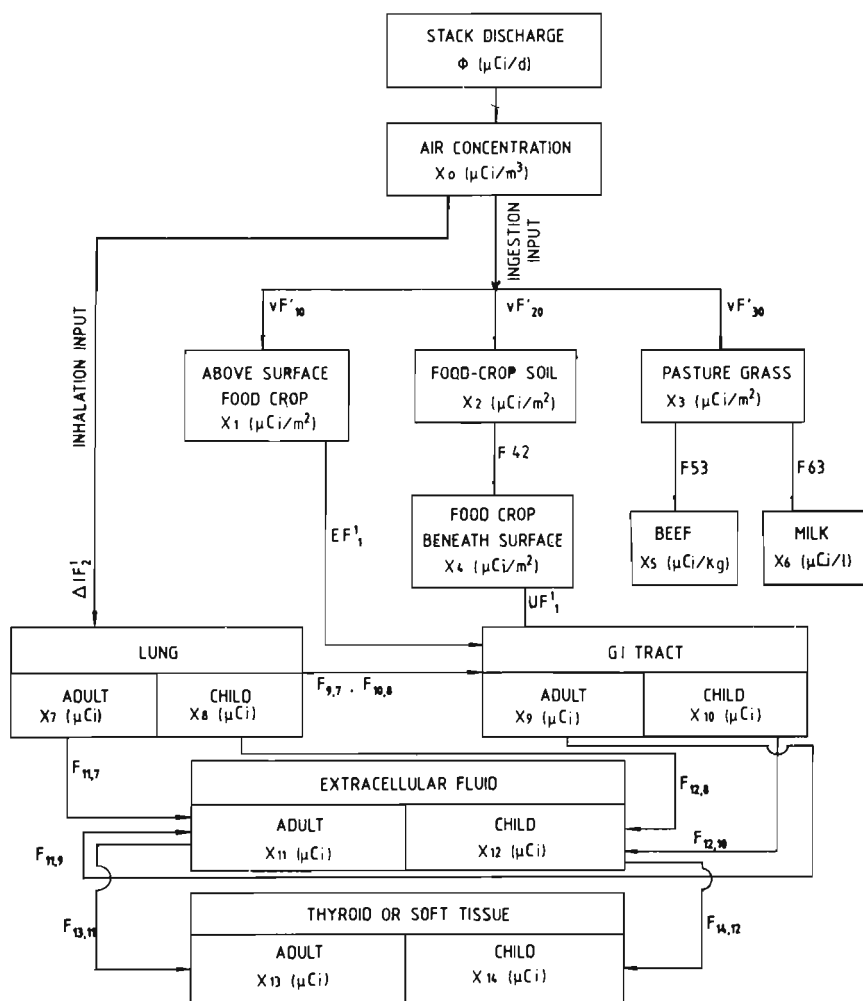 STACK DISCHARGE
Φ (μCi/d)
AIR CONCENTRATION
Xo (μCi/m³)
INGESTION
INPUT
INHALATION INPUT
vF'₁₀
vF'₂₀
vF'₃₀
ABOVE SURFACE
FOOD CROP
X₁ (μCi/m²)
FOOD-CROP SOIL
X₂ (μCi/m²)
PASTURE GRASS
X₃ (μCi/m²)
F 42
F53
F63
FOOD CROP
BENEATH SURFACE
X₄ (μCi/m²)
BEEF
X₅ (μCi/Kg)
MILK
X₆ (μCi/l)
EF¹₁
UF¹₁
ΔIF¹₂
LUNG
ADULT
X₇ (μCi)
CHILD
X₈ (μCi)
F₉,₇ , F₁₀,₈
GI TRACT
ADULT
X₉ (μCi)
CHILD
X₁₀ (μCi)
F₁₁,₇
F₁₂,₈
F₁₂,₁₀
F₁₁,₉
EXTRACELLULAR FLUID
ADULT
X₁₁ (μCi)
CHILD
X₁₂ (μCi)
F₁₃,₁₁
F₁₄,₁₂
THYROID OR SOFT TISSUE
ADULT
X₁₃ (μCi)
CHILD
X₁₄ (μCi)